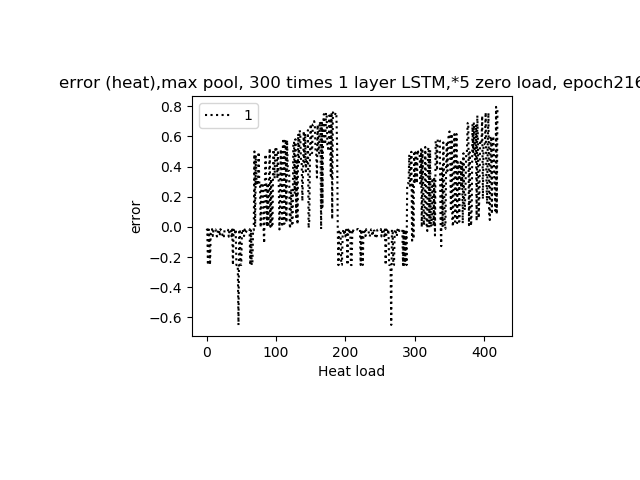 error (heat),max pool, 300 times 1 layer LSTM,*5 zero load, epoch216
0.8
0.6
0.4
0.2
0.0
−0.2
−0.4
−0.6
error
1
0 100 200 300 400
Heat load